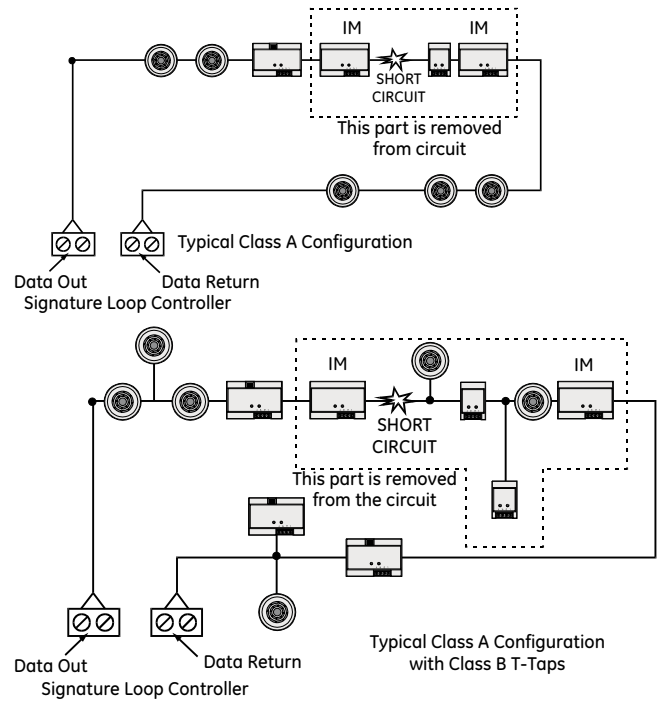 IM
IM
SHORT
CIRCUIT
This part is removed
from circuit
Typical Class A Configuration
Data Out
Data Return
Signature Loop Controller
IM
IM
SHORT
CIRCUIT
This part is removed
from the circuit
Typical Class A Configuration
with Class B T-Taps
Data Out
Data Return
Signature Loop Controller